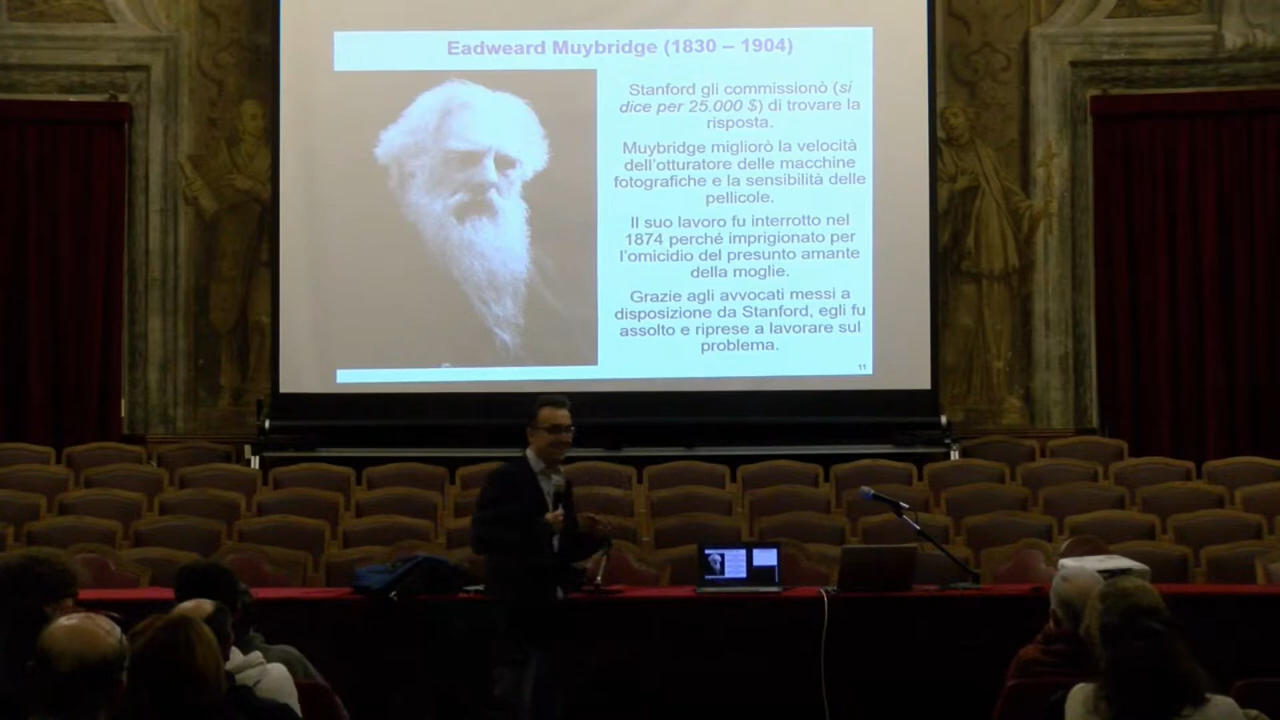 Eadweard Muybridge (1830 – 1904)
Stanford gli commissionò (si
dice per 25.000 $) di trovare la
risposta.
Muybridge migliorò la velocità
dell'otturatore delle macchine
fotografiche e la sensibilità delle
pellicole.
Il suo lavoro fu interrotto nel
1874 perché imprigionato per
l'omicidio del presunto amante
della moglie.
Grazie agli avvocati messi a
disposizione da Stanford, egli fu
assolto e riprese a lavorare sul
problema.
11